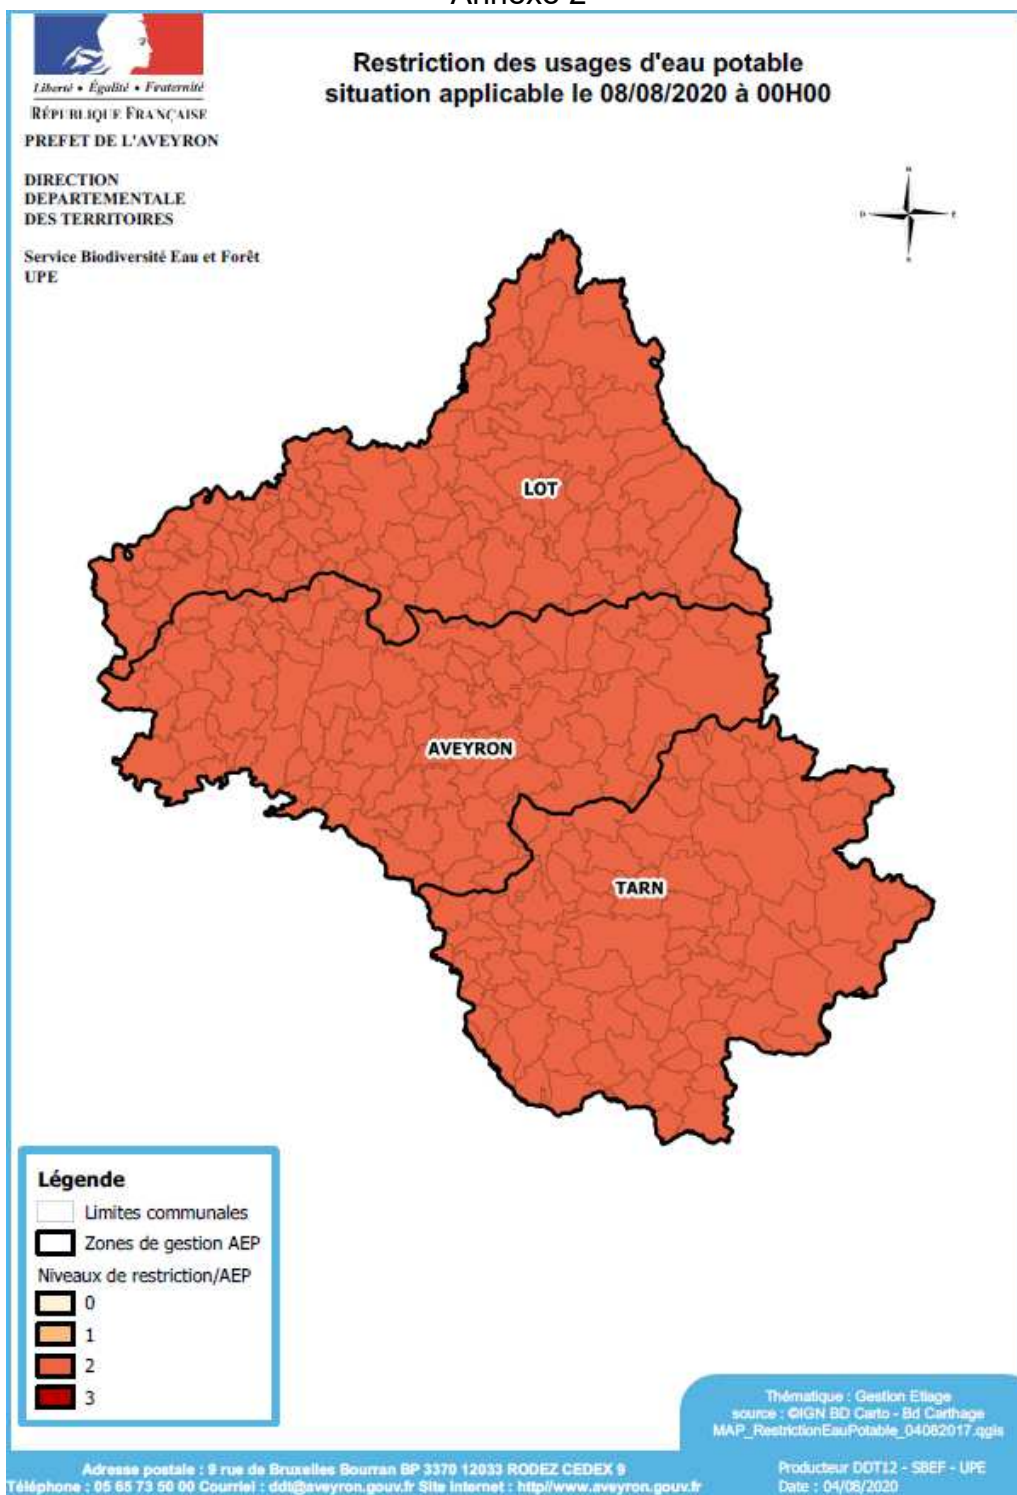 Annexe 2
Liberté • Égalité • Fraternité
RÉPUBLIQUE FRANÇAISE
PREFET DE L'AVEYRON
DIRECTION
DEPARTEMENTALE
DES TERRITOIRES
Service Biodiversité Eau et Forêt
UPE
Restriction des usages d'eau potable
situation applicable le 08/08/2020 à 00H00
N
O
E
S
LOT
AVEYRON
TARN
Légende
Limites communales
Zones de gestion AEP
Niveaux de restriction/AEP
0
1
2
3
Thématique : Gestion Etiage
source : ©IGN BD Carto - Bd Carthage
MAP_RestrictionEauPotable_04082017.qgis
Adresse postale : 9 rue de Bruxelles Bourran BP 3370 12033 RODEZ CEDEX 9
Téléphone : 05 65 73 50 00 Courriel : ddt@aveyron.gouv.fr Site Internet : http//www.aveyron.gouv.fr
Producteur DDT12 - SBEF - UPE
Date : 04/08/2020